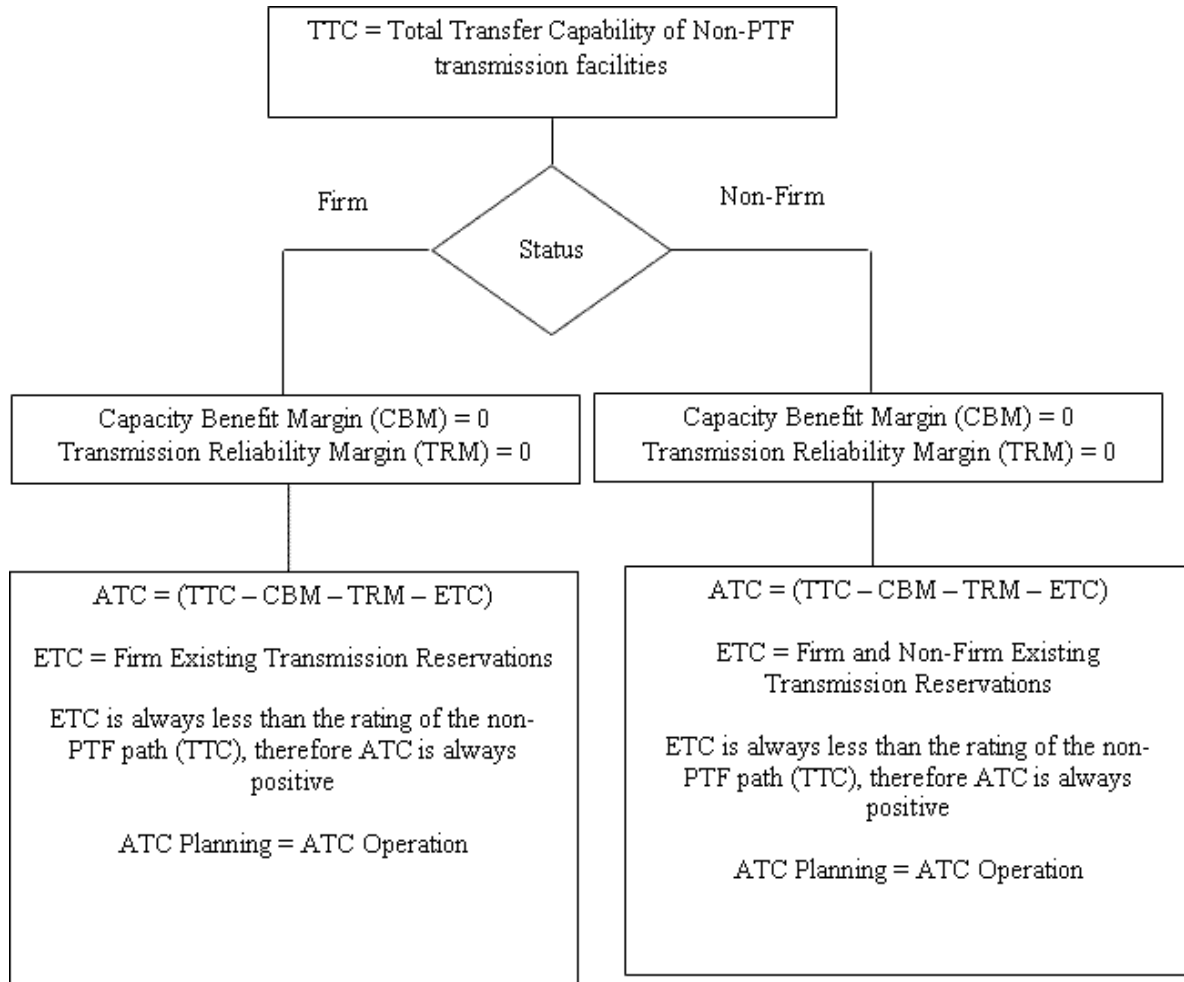 TTC = Total Transfer Capability of Non-PTF
transmission facilities
Firm
Non-Firm
Status
Capacity Benefit Margin (CBM) = 0
Transmission Reliability Margin (TRM) = 0
Capacity Benefit Margin (CBM) = 0
Transmission Reliability Margin (TRM) = 0
ATC = (TTC – CBM – TRM – ETC)
ETC = Firm Existing Transmission Reservations
ETC is always less than the rating of the non-
PTF path (TTC), therefore ATC is always
positive
ATC Planning = ATC Operation
ATC = (TTC – CBM – TRM – ETC)
ETC = Firm and Non-Firm Existing
Transmission Reservations
ETC is always less than the rating of the non-
PTF path (TTC), therefore ATC is always
positive
ATC Planning = ATC Operation